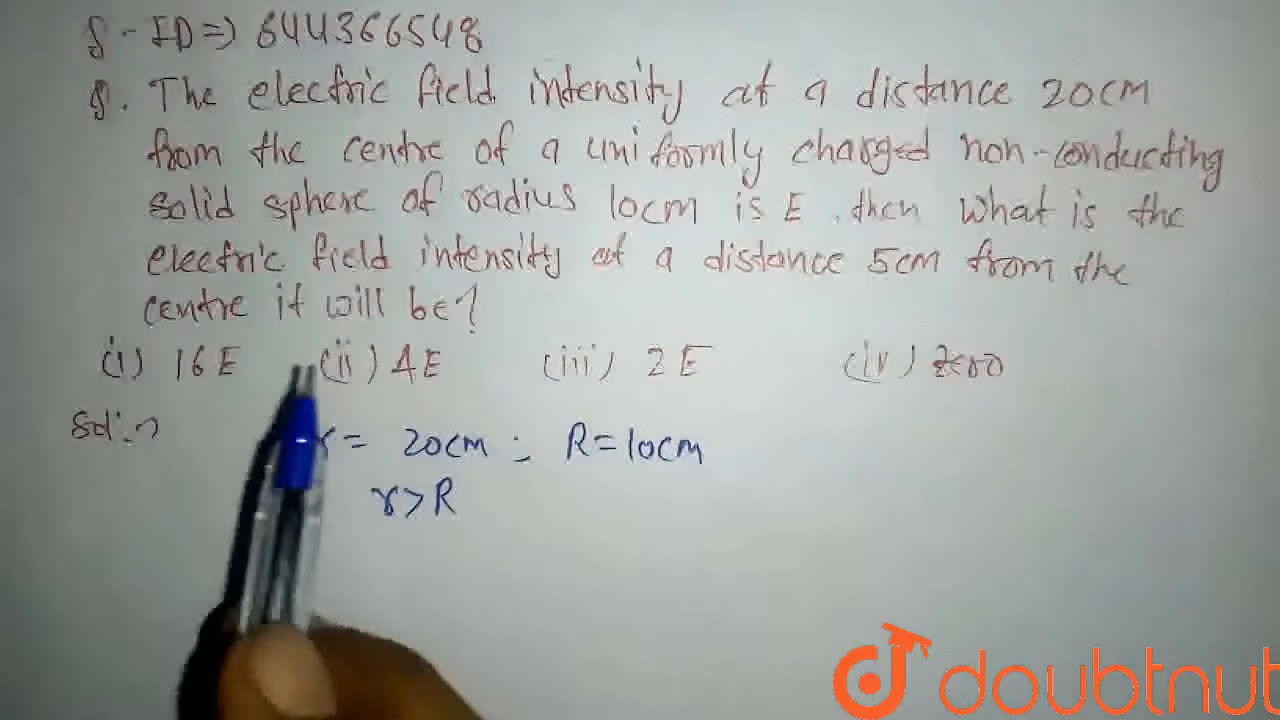 Q - ID => 644366548
Q. The electric field intensity at a distance 20cm
from the centre of a uniformly charged non-conducting
solid sphere of radius 10cm is E . then what is the
electric field intensity at a distance 5cm from the
centre it will be?
(i) 16E (ii) 4E (iii) 2E (iv) zero
Sol:->
r = 20cm = R = 10cm
r > R
doubtnut